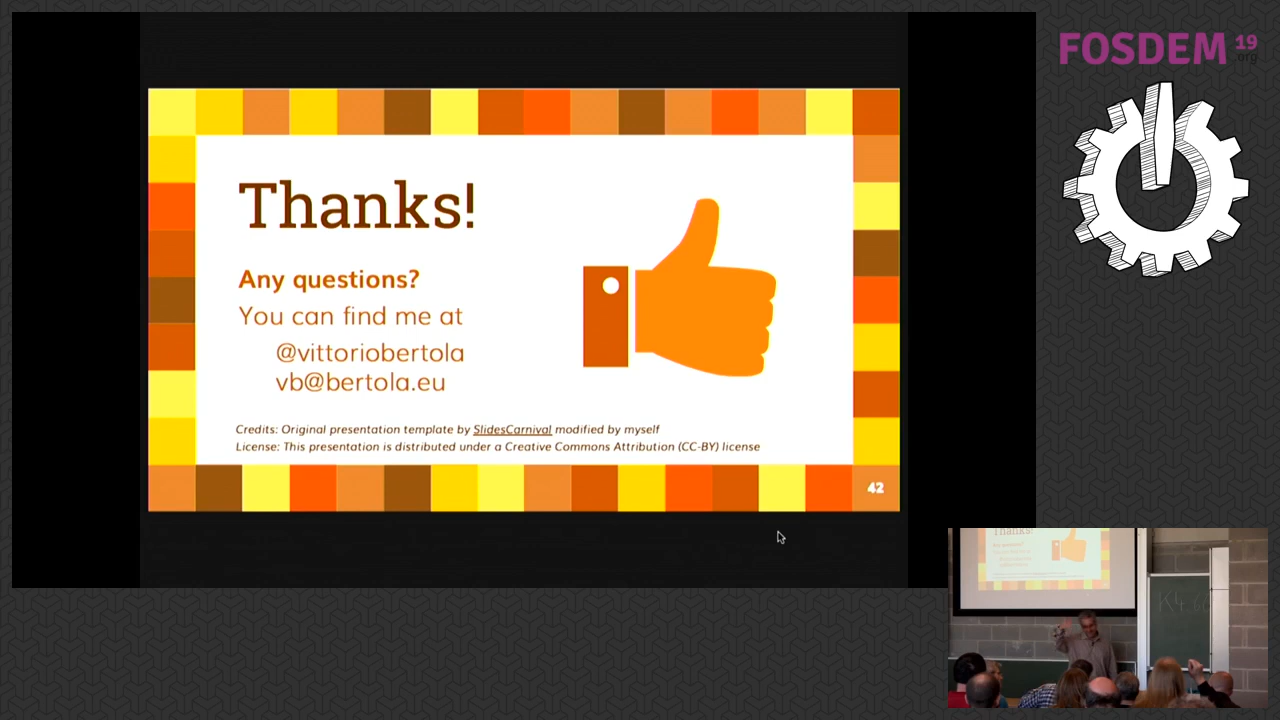 FOSDEM 19
.org
Thanks!
Any questions?
You can find me at
@vittoriobertola
vb@bertola.eu
Credits: Original presentation template by SlidesCarnival modified by myself
License: This presentation is distributed under a Creative Commons Attribution (CC-BY) license
42
Thanks!